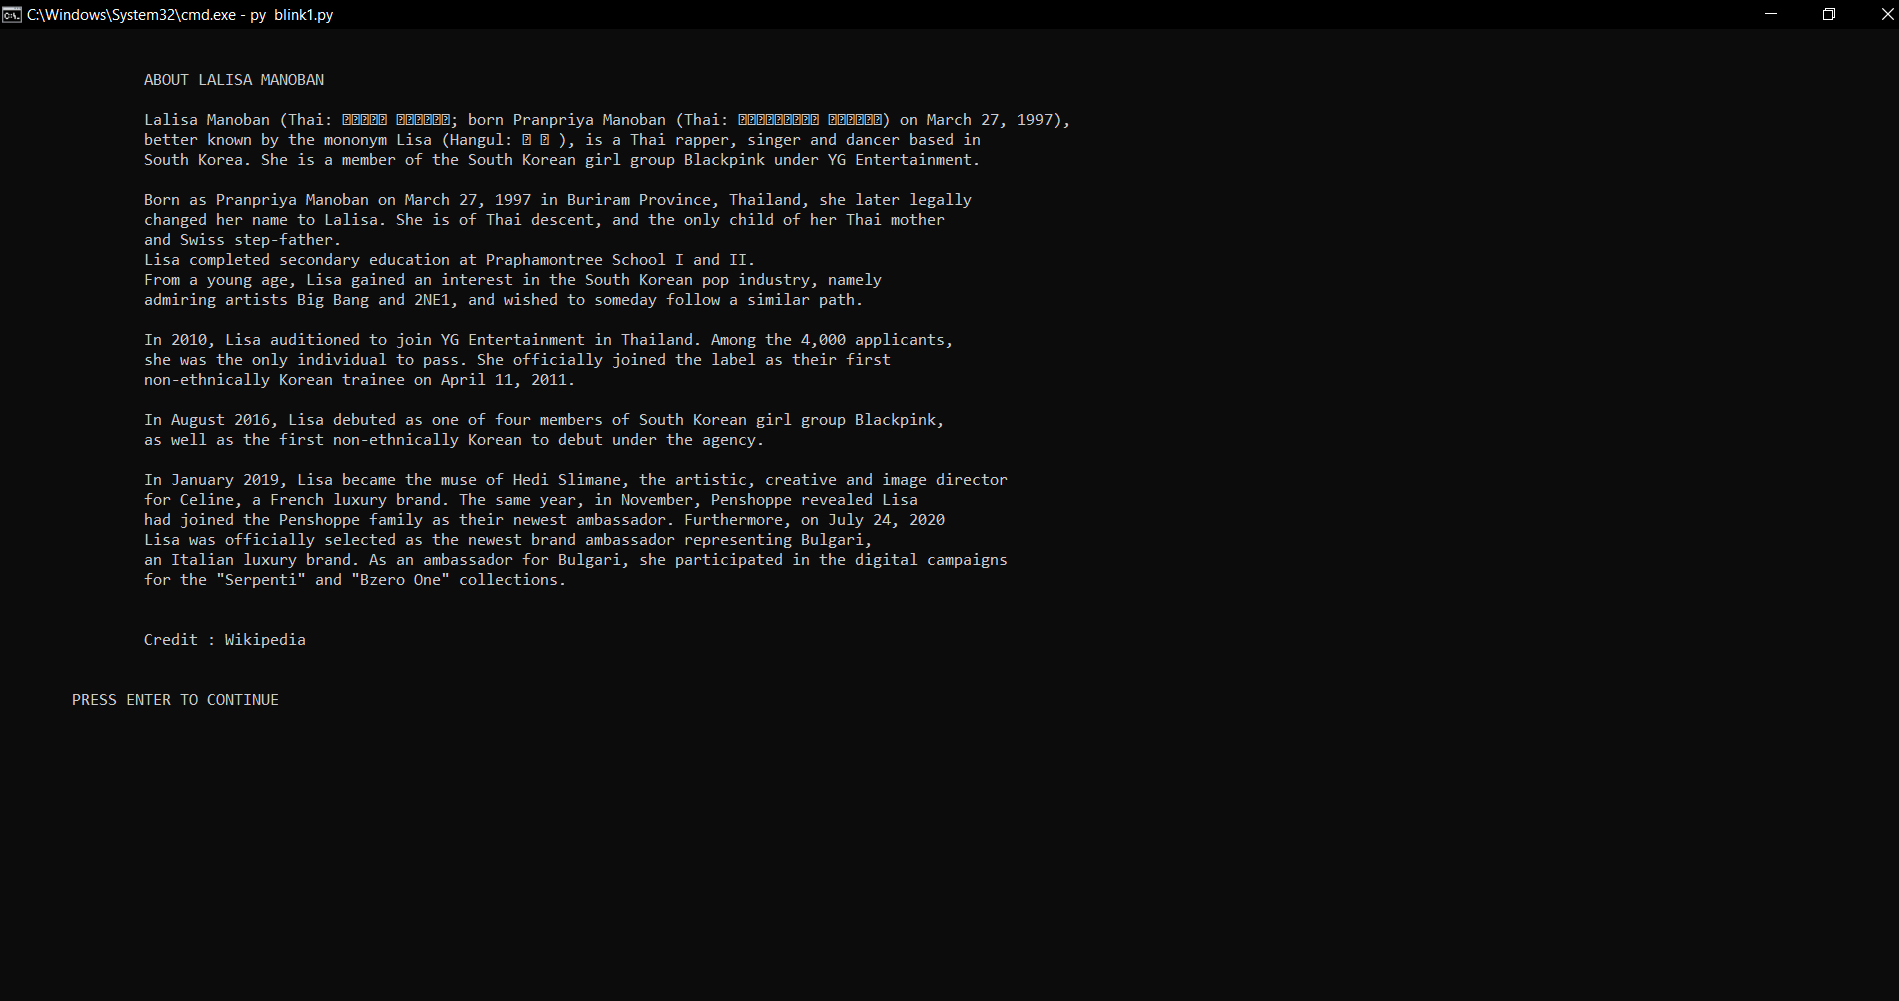 C:\Windows\System32\cmd.exe - py  blink1.py
ABOUT LALISA MANOBAN
Lalisa Manoban (Thai: ; born Pranpriya Manoban (Thai: ) on March 27, 1997),
better known by the mononym Lisa (Hangul: ), is a Thai rapper, singer and dancer based in
South Korea. She is a member of the South Korean girl group Blackpink under YG Entertainment.
Born as Pranpriya Manoban on March 27, 1997 in Buriram Province, Thailand, she later legally
changed her name to Lalisa. She is of Thai descent, and the only child of her Thai mother
and Swiss step-father.
Lisa completed secondary education at Praphamontree School I and II.
From a young age, Lisa gained an interest in the South Korean pop industry, namely
admiring artists Big Bang and 2NE1, and wished to someday follow a similar path.
In 2010, Lisa auditioned to join YG Entertainment in Thailand. Among the 4,000 applicants,
she was the only individual to pass. She officially joined the label as their first
non-ethnically Korean trainee on April 11, 2011.
In August 2016, Lisa debuted as one of four members of South Korean girl group Blackpink,
as well as the first non-ethnically Korean to debut under the agency.
In January 2019, Lisa became the muse of Hedi Slimane, the artistic, creative and image director
for Celine, a French luxury brand. The same year, in November, Penshoppe revealed Lisa
had joined the Penshoppe family as their newest ambassador. Furthermore, on July 24, 2020
Lisa was officially selected as the newest brand ambassador representing Bulgari,
an Italian luxury brand. As an ambassador for Bulgari, she participated in the digital campaigns
for the "Serpenti" and "Bzero One" collections.
Credit : Wikipedia
PRESS ENTER TO CONTINUE